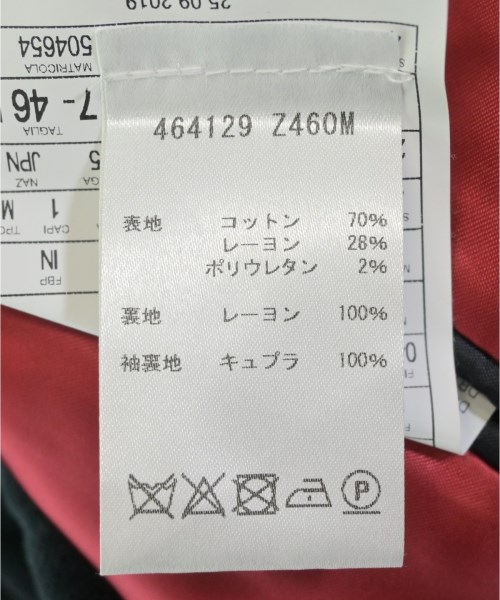 464129 Z460M
表地 コットン 70%
レーヨン 28%
ポリウレタン 2%
裏地 レーヨン 100%
袖裏地 キュプラ 100%
P
25.09.2019
504654
MATRICOLA
7-46
TAGLIA
JPN
NAZ
1
CAPI
M
IN
FBP